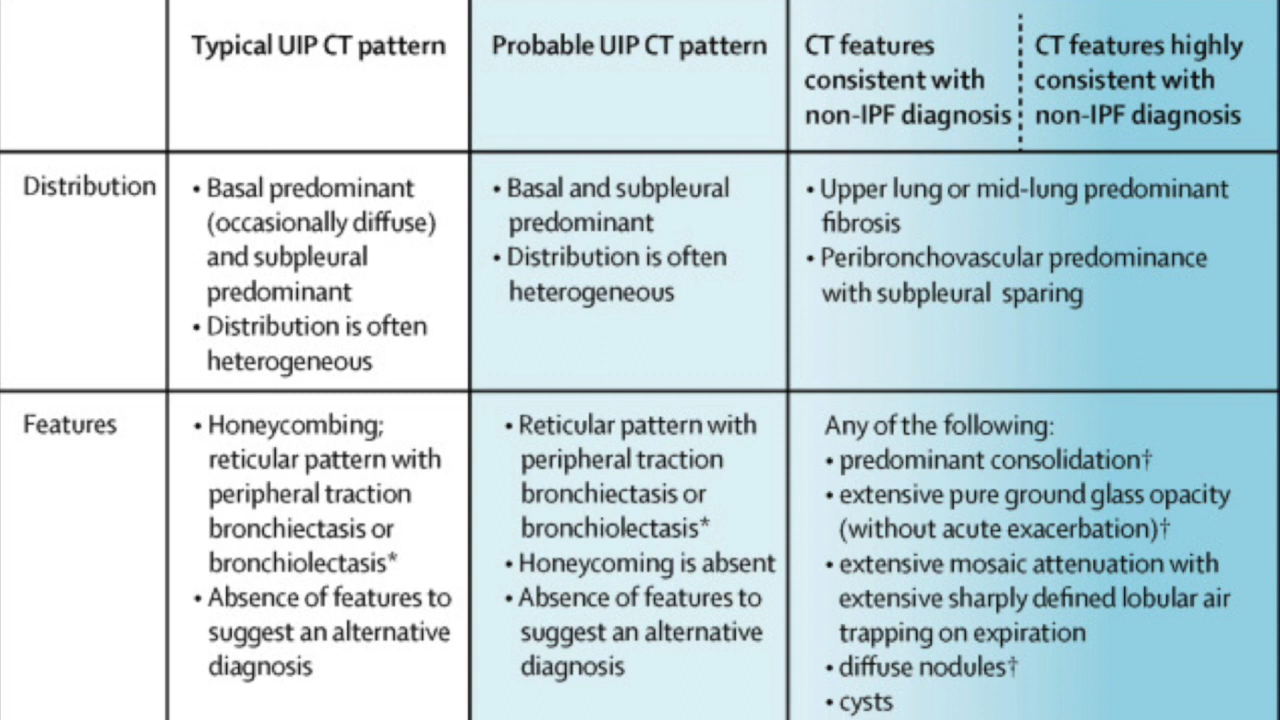 Typical UIP CT pattern
Probable UIP CT pattern
CT features
consistent with
non-IPF diagnosis
CT features highly
consistent with
non-IPF diagnosis
Distribution
• Basal predominant
(occasionally diffuse)
and subpleural
predominant
• Distribution is often
heterogeneous
• Basal and subpleural
predominant
• Distribution is often
heterogeneous
• Upper lung or mid-lung predominant
fibrosis
• Peribronchovascular predominance
with subpleural sparing
Features
• Honeycombing;
reticular pattern with
peripheral traction
bronchiectasis or
bronchiolectasis*
• Absence of features to
suggest an alternative
diagnosis
• Reticular pattern with
peripheral traction
bronchiectasis or
bronchiolectasis*
• Honeycoming is absent
• Absence of features to
suggest an alternative
diagnosis
Any of the following:
• predominant consolidation†
• extensive pure ground glass opacity
(without acute exacerbation)†
• extensive mosaic attenuation with
extensive sharply defined lobular air
trapping on expiration
• diffuse nodules†
• cysts